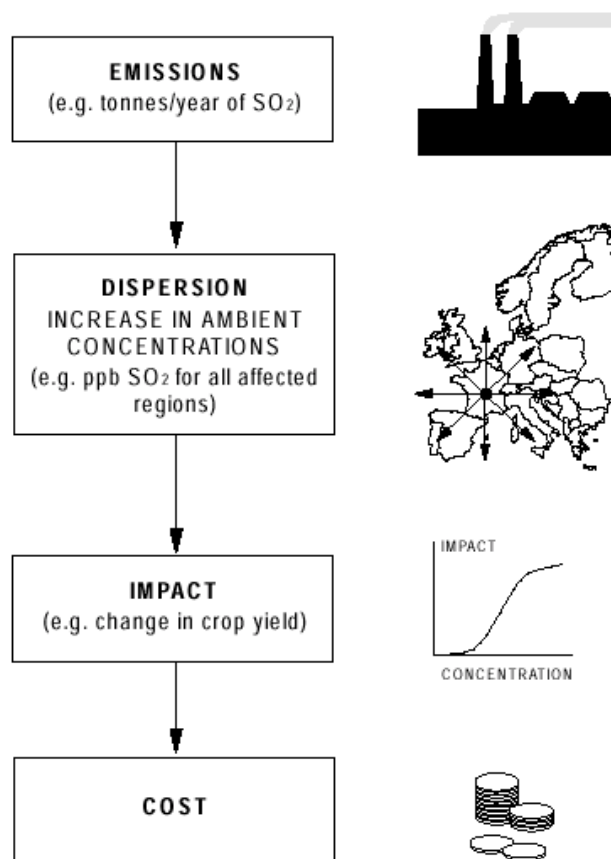 EMISSIONS
(e.g. tonnes/year of SO₂)
DISPERSION
INCREASE IN AMBIENT
CONCENTRATIONS
(e.g. ppb SO₂ for all affected
regions)
IMPACT
(e.g. change in crop yield)
IMPACT
CONCENTRATION
COST